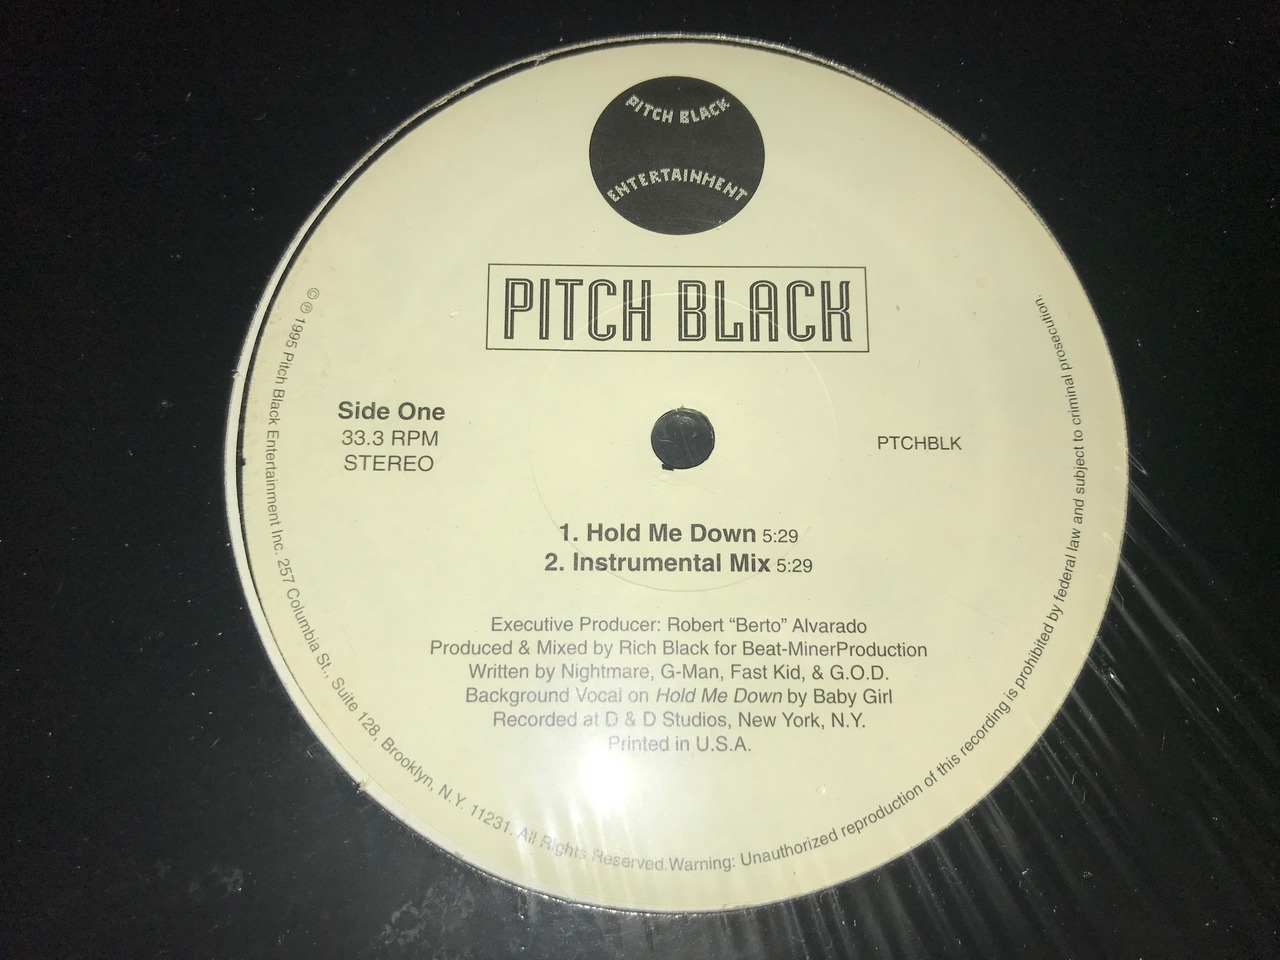 PITCH BLACK
ENTERTAINMENT
PITCH BLACK
Side One
33.3 RPM
STEREO
PTCHBLK
1. Hold Me Down 5:29
2. Instrumental Mix 5:29
Executive Producer: Robert “Berto” Alvarado
Produced & Mixed by Rich Black for Beat-MinerProduction
Written by Nightmare, G-Man, Fast Kid, & G.O.D.
Background Vocal on Hold Me Down by Baby Girl
Recorded at D & D Studios, New York, N.Y.
Printed in U.S.A.
© ℗ 1995 Pitch Black Entertainment Inc. 257 Columbia St., Suite 128, Brooklyn, N.Y. 11231. All Rights Reserved.Warning: Unauthorized reproduction of this recording is prohibited by federal law and subject to criminal prosecution.